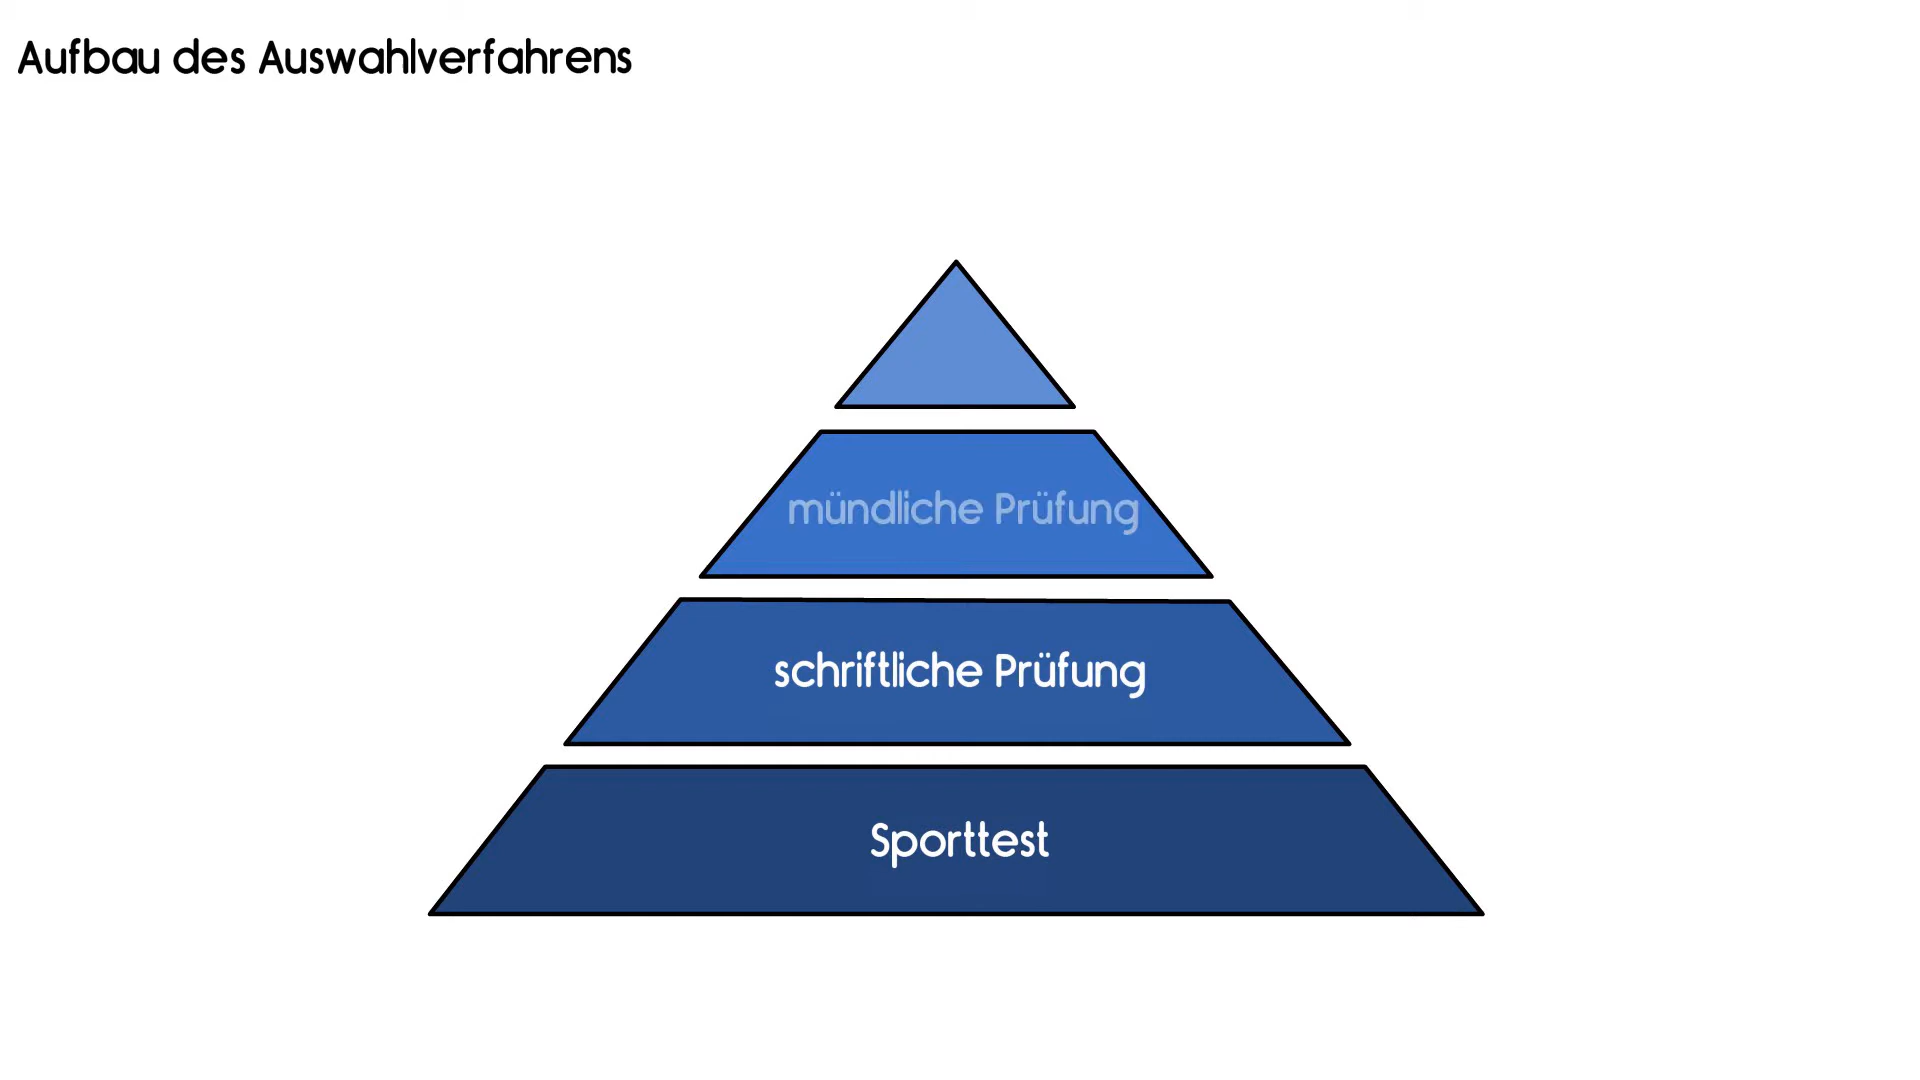 Aufbau des Auswahlverfahrens
mündliche Prüfung
schriftliche Prüfung
Sporttest